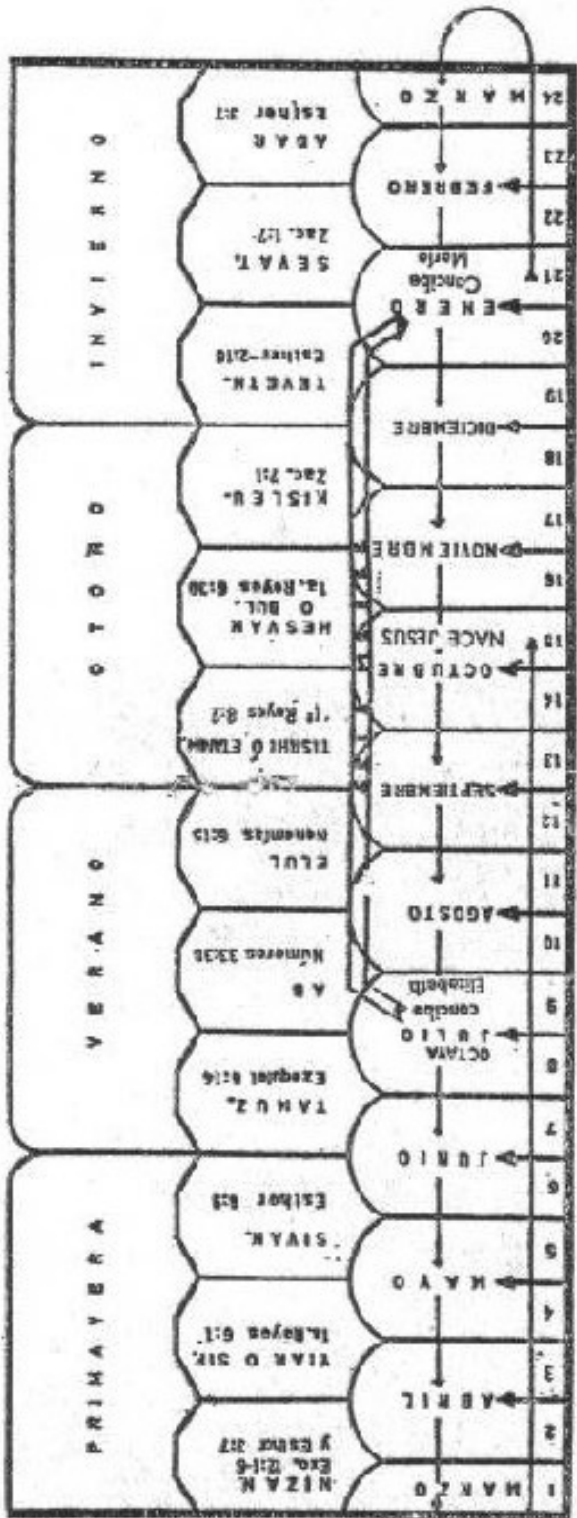 1
2
3
4
5
6
7
8
9
10
11
12
13
14
15
16
17
18
19
20
21
22
23
24
MARZO
ABRIL
MAYO
JUNIO
OCTAVA
JULIO
concibe
Elizabeth
AGOSTO
SEPTIEMBRE
OCTUBRE
NACE JESUS
NOVIEMBRE
DICIEMBRE
ENERO
Concibe
María
FEBRERO
MARZO
NIZAN.
Exo. 12:1-6
y Esther 3:7
YIAR O SIF.
1a. Reyes 6:1
SIVAN.
Esther 8:9
TAMUZ.
Ezequiel 8:14
AB
Números 33:38
ELUL
Nehemías 6:15
TISRHI O ETANIM.
1ª Reyes 8:2
HESVAN
O BUL.
1a. Reyes 6:38
KISLEU.
Zac. 7:1
TEVETH.
Esther-2:16
SEVAT.
Zac. 1:7
ADAR
Esther 3:7
PRIMAVERA
VERANO
OTOÑO
INVIERNO